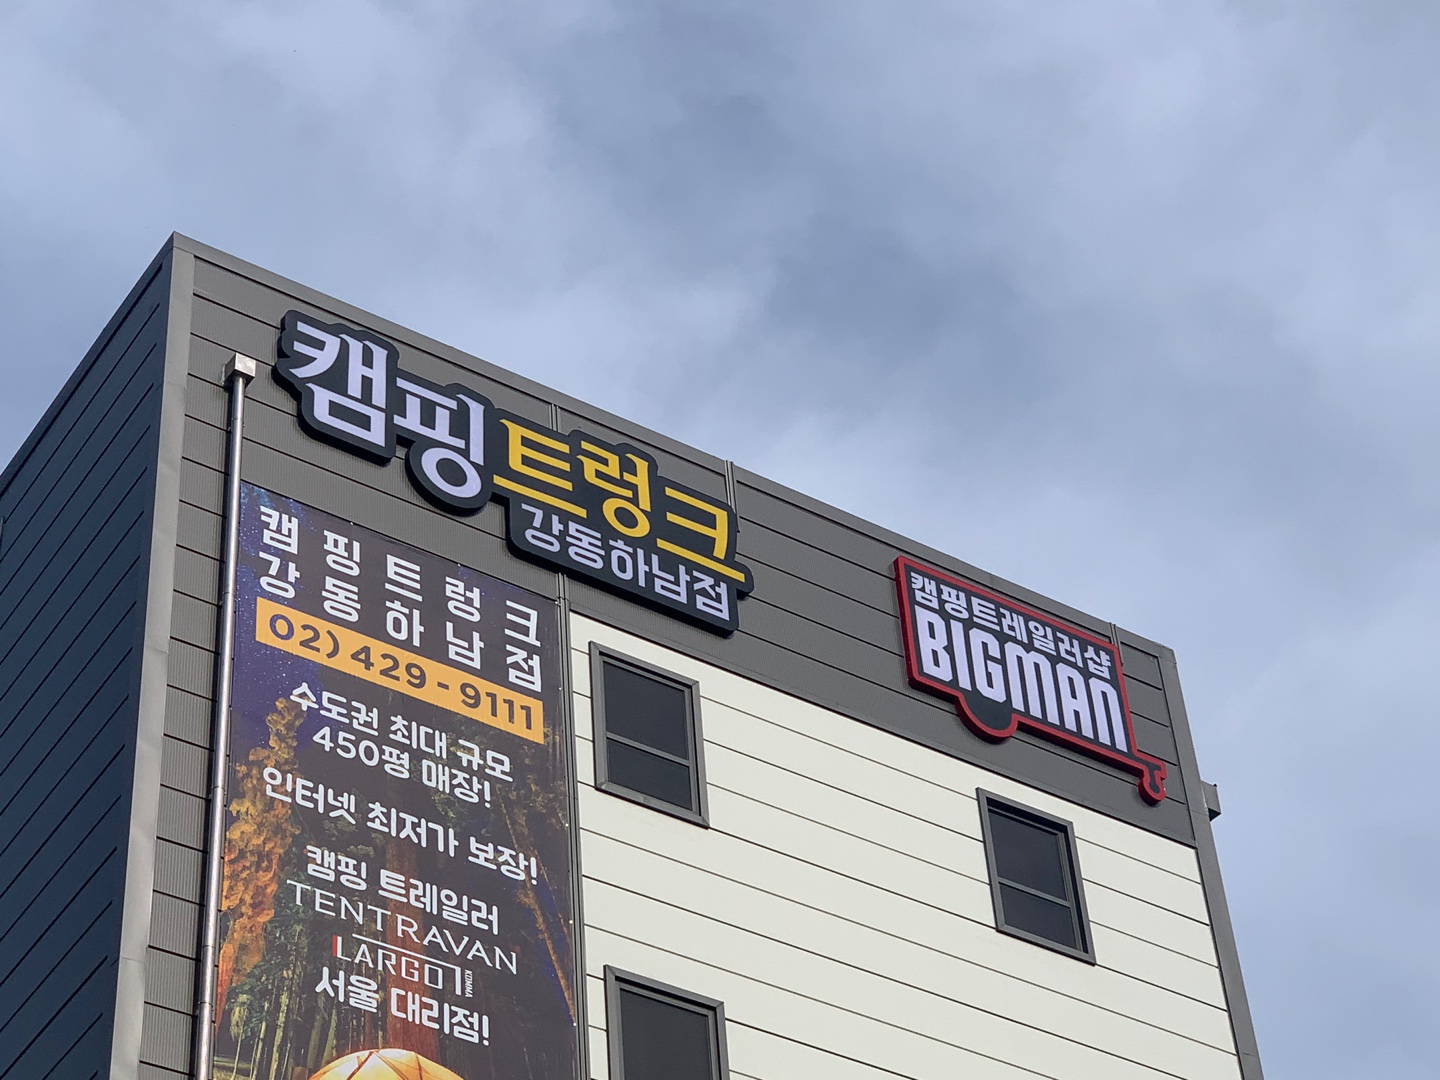 캠핑트렁크
강동하남점
캠핑트레일러샵
BIGMAN
캠핑트렁크
강동하남점
02) 429 - 9111
수도권 최대 규모
450평 매장!
인터넷 최저가 보장!
캠핑 트레일러
TENTRAVAN
LARGO7 KOMMA
서울 대리점!